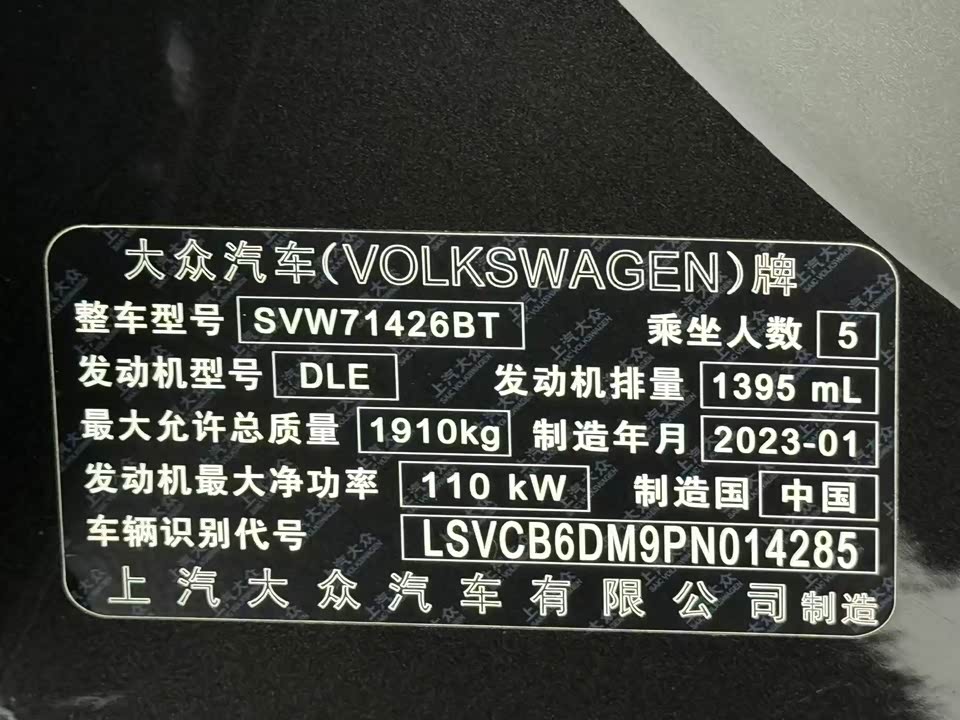 大众汽车(VOLKSWAGEN)牌
整车型号 SVW71426BT 乘坐人数 5
发动机型号 DLE 发动机排量 1395 mL
最大允许总质量 1910kg 制造年月 2023-01
发动机最大净功率 110 kW 制造国 中国
车辆识别代号 LSVCB6DM9PN014285
上汽大众汽车有限公司制造